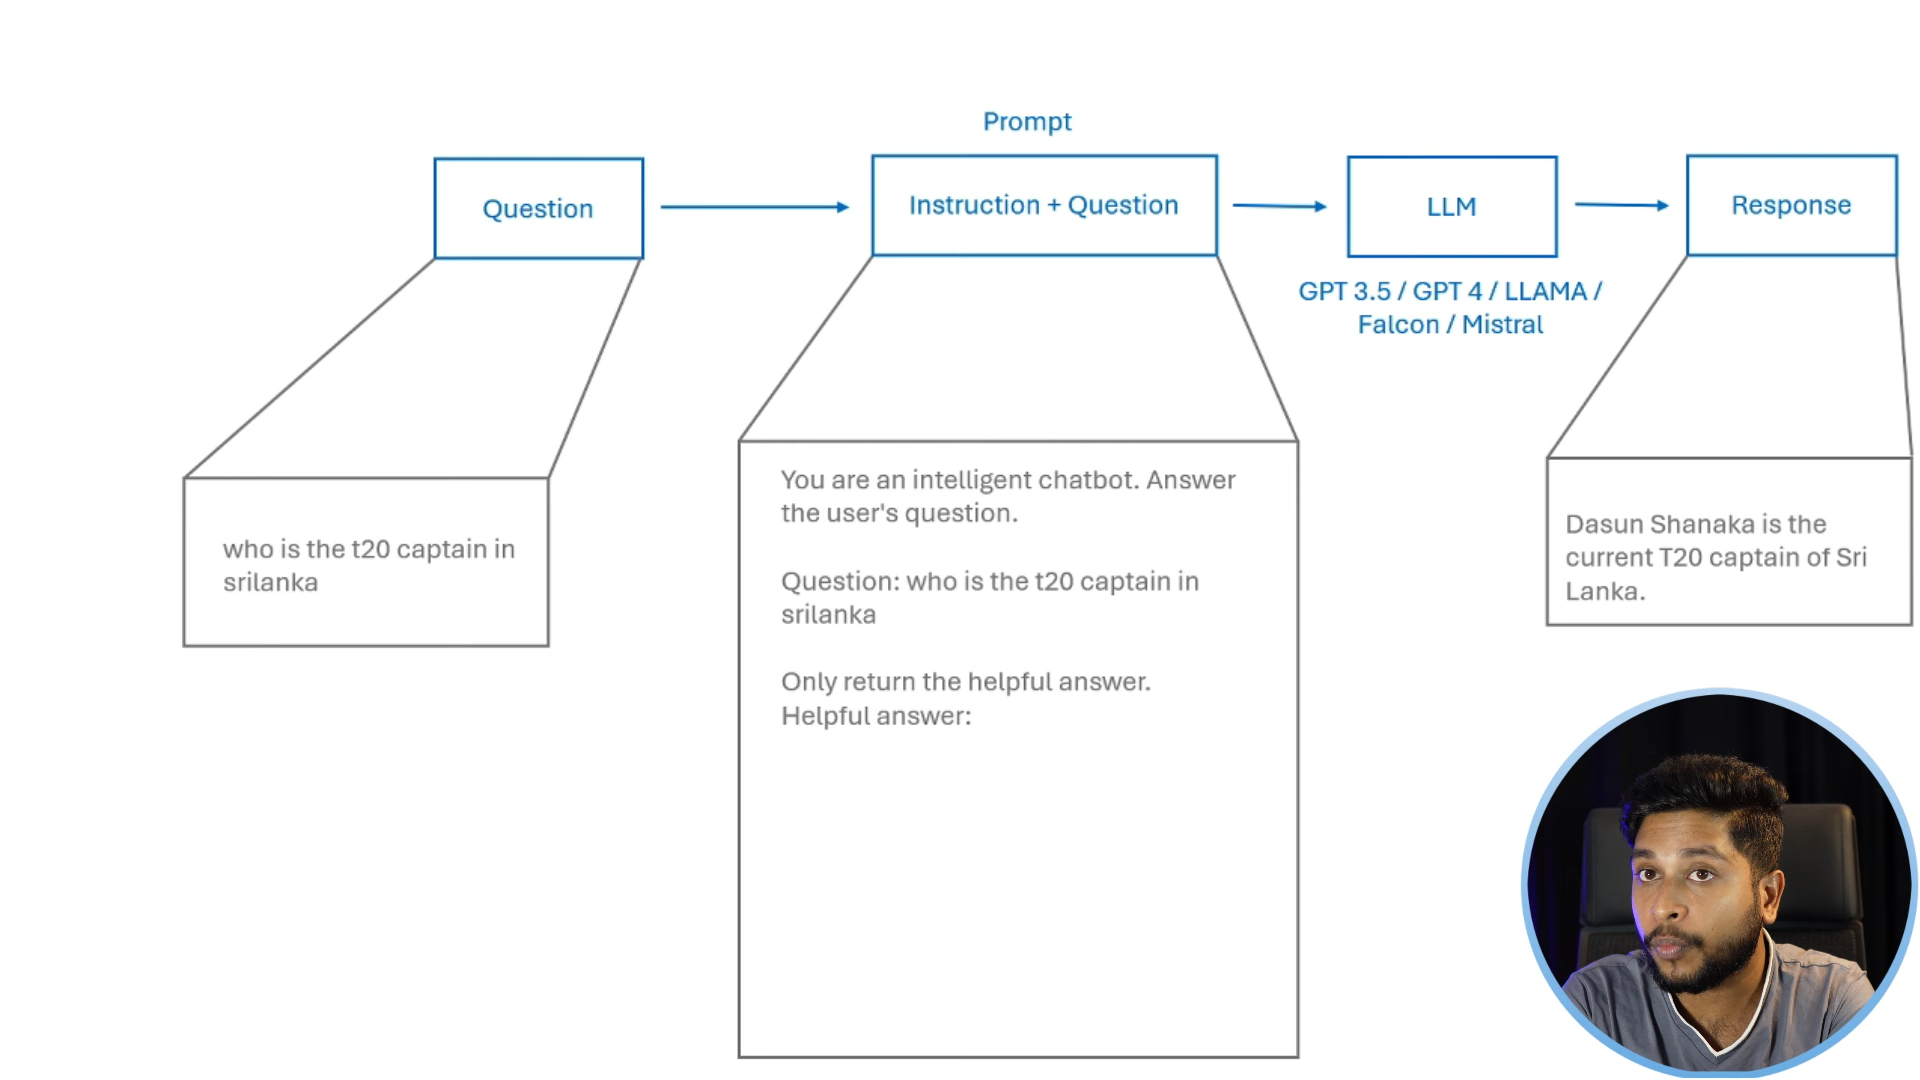 Prompt
Question
Instruction + Question
LLM
Response
GPT 3.5 / GPT 4 / LLAMA /
Falcon / Mistral
who is the t20 captain in
srilanka
You are an intelligent chatbot. Answer
the user's question.
Question: who is the t20 captain in
srilanka
Only return the helpful answer.
Helpful answer:
Dasun Shanaka is the
current T20 captain of Sri
Lanka.